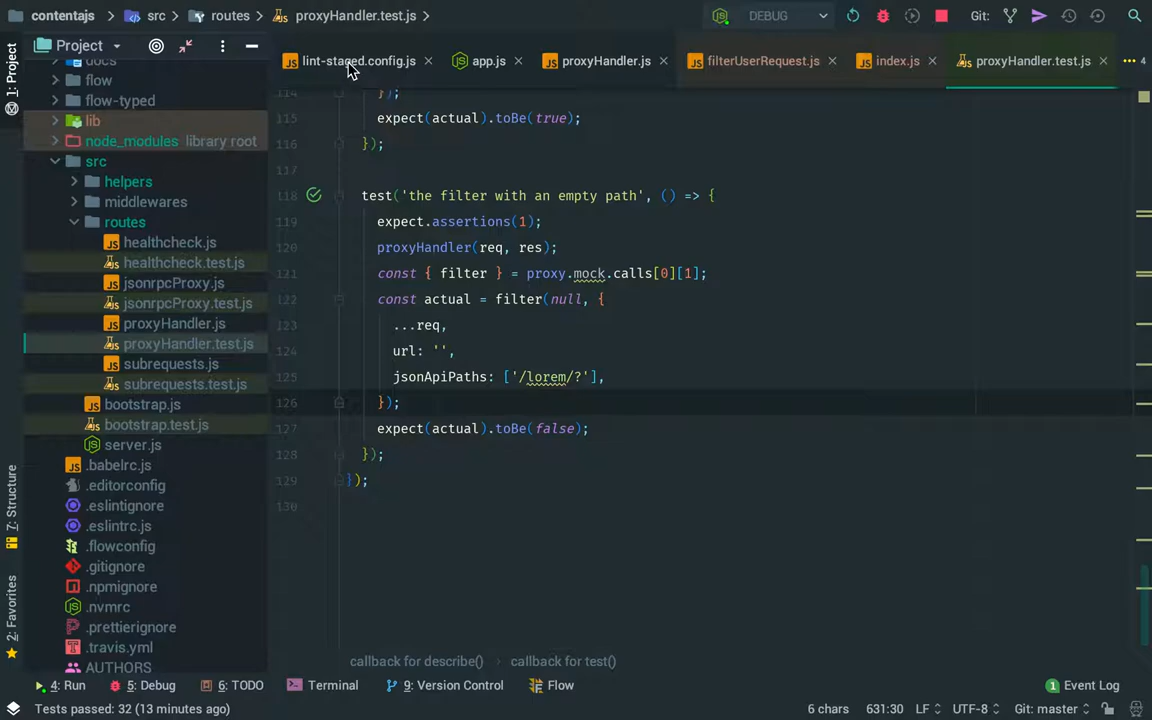 contentajs
src
routes
proxyHandler.test.js
DEBUG
Git:
1: Project
Project
lint-staged.config.js
app.js
proxyHandler.js
filterUserRequest.js
index.js
proxyHandler.test.js
4
docs
flow
flow-typed
lib
node_modules library root
src
helpers
middlewares
routes
healthcheck.js
healthcheck.test.js
jsonrpcProxy.js
jsonrpcProxy.test.js
proxyHandler.js
proxyHandler.test.js
subrequests.js
subrequests.test.js
bootstrap.js
bootstrap.test.js
server.js
.babelrc.js
.editorconfig
.eslintignore
.eslintrc.js
.flowconfig
.gitignore
.npmignore
.nvmrc
.prettierignore
.travis.yml
AUTHORS
7: Structure
2: Favorites
114 });
115 expect(actual).toBe(true);
116 });
117
118 test('the filter with an empty path', () => {
119 expect.assertions(1);
120 proxyHandler(req, res);
121 const { filter } = proxy.mock.calls[0][1];
122 const actual = filter(null, {
123 ...req,
124 url: '',
125 jsonApiPaths: ['/lorem/?'],
126 });
127 expect(actual).toBe(false);
128 });
129 });
130
callback for describe()
callback for test()
4: Run
5: Debug
6: TODO
Terminal
9: Version Control
Flow
1 Event Log
Tests passed: 32 (13 minutes ago)
6 chars
631:30
LF
UTF-8
Git: master